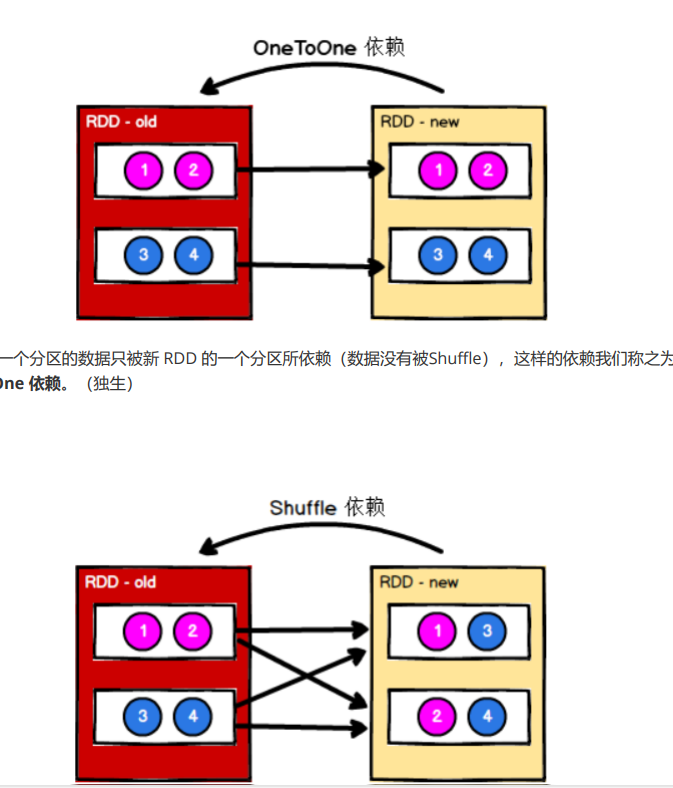 OneToOne 依赖
RDD - old
RDD - new
1 2
1 2
3 4
3 4
一个分区的数据只被新 RDD 的一个分区所依赖（数据没有被Shuffle），这样的依赖我们称之为
One 依赖。（独生）
Shuffle 依赖
RDD - old
RDD - new
1 2
1 3
3 4
2 4